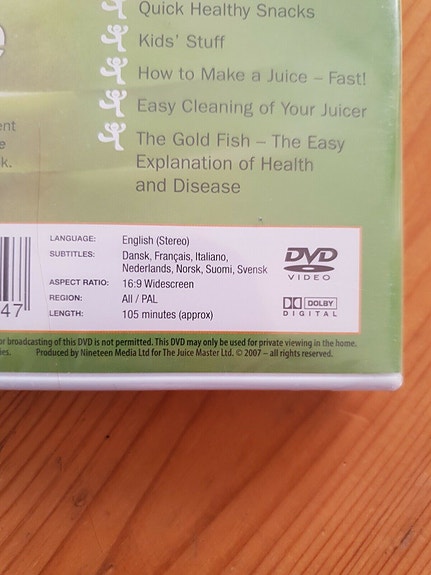 Quick Healthy Snacks
Kids' Stuff
How to Make a Juice – Fast!
Easy Cleaning of Your Juicer
The Gold Fish – The Easy
Explanation of Health
and Disease
k.
LANGUAGE: English (Stereo)
SUBTITLES: Dansk, Français, Italiano,
Nederlands, Norsk, Suomi, Svensk
ASPECT RATIO: 16:9 Widescreen
REGION: All / PAL
LENGTH: 105 minutes (approx)
47
DVD
VIDEO
DOLBY
DIGITAL
or broadcasting of this DVD is not permitted. This DVD may only be used for private viewing in the home.
Produced by Nineteen Media Ltd for The Juice Master Ltd. © 2007 – all rights reserved.